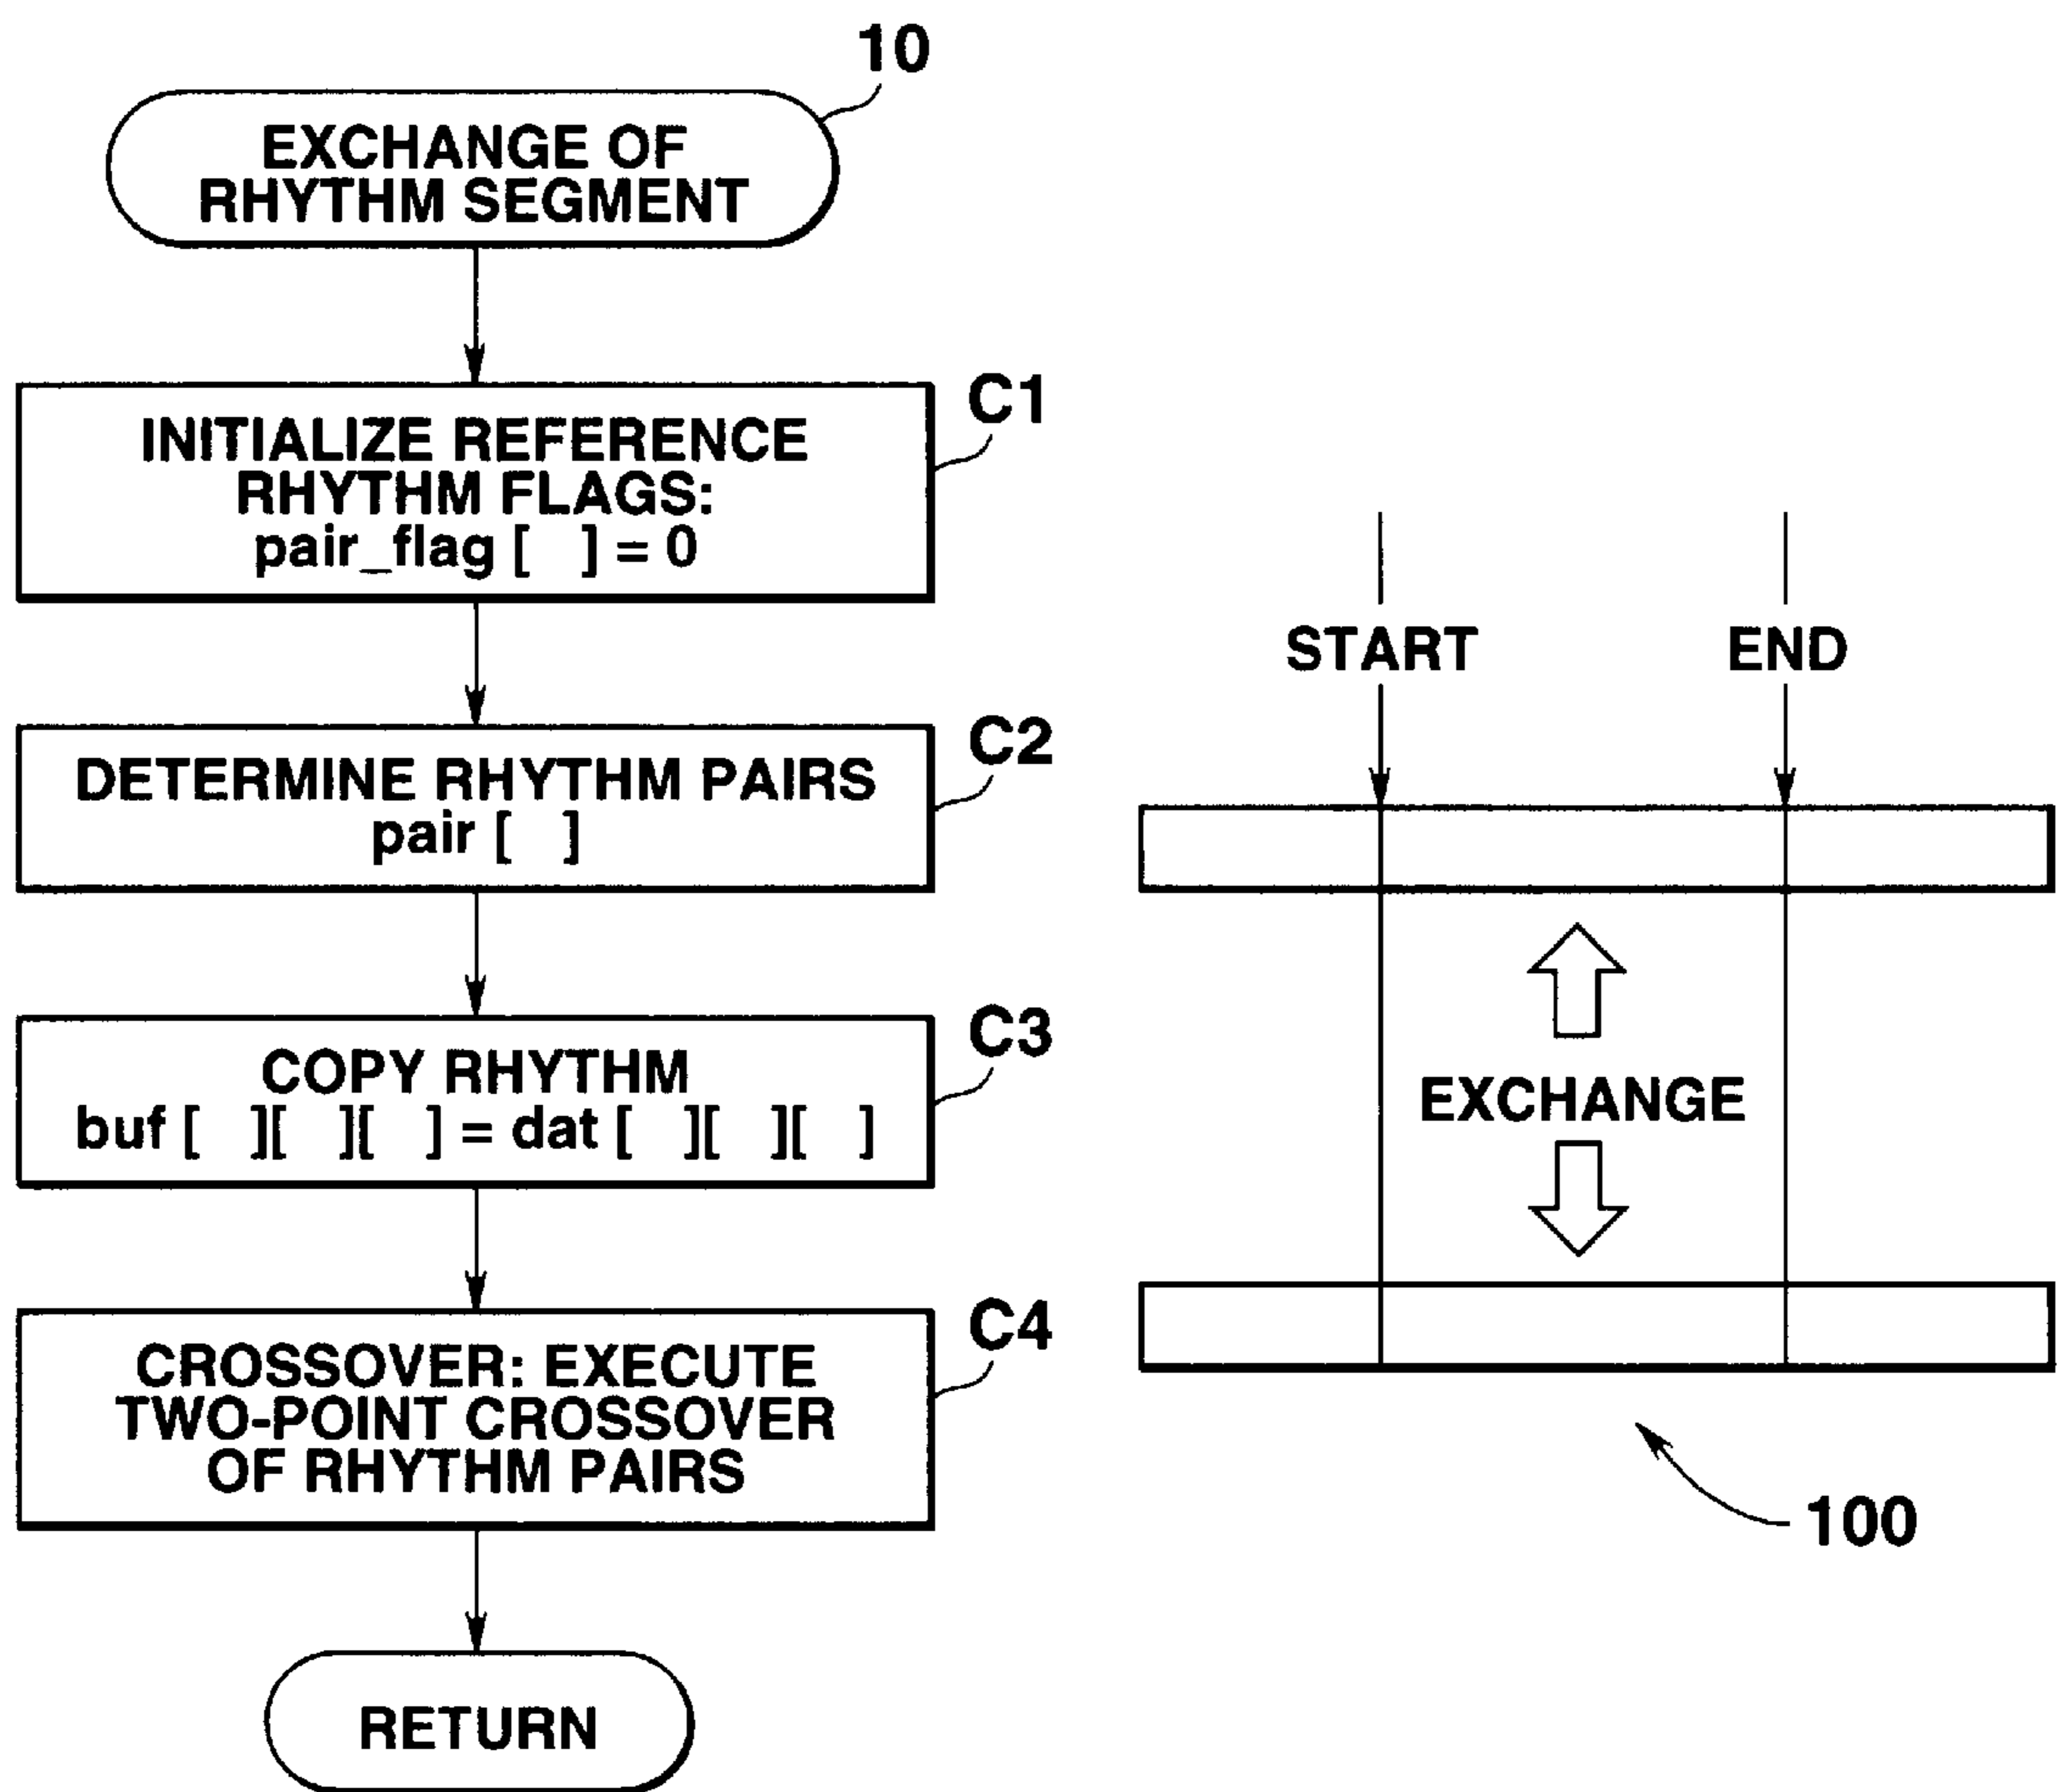 10
EXCHANGE OF
RHYTHM SEGMENT
C1
INITIALIZE REFERENCE
RHYTHM FLAGS:
pair_flag [ ] = 0
C2
DETERMINE RHYTHM PAIRS
pair [ ]
C3
COPY RHYTHM
buf [ ][ ][ ] = dat [ ][ ][ ]
C4
CROSSOVER: EXECUTE
TWO-POINT CROSSOVER
OF RHYTHM PAIRS
RETURN
START
END
EXCHANGE
100